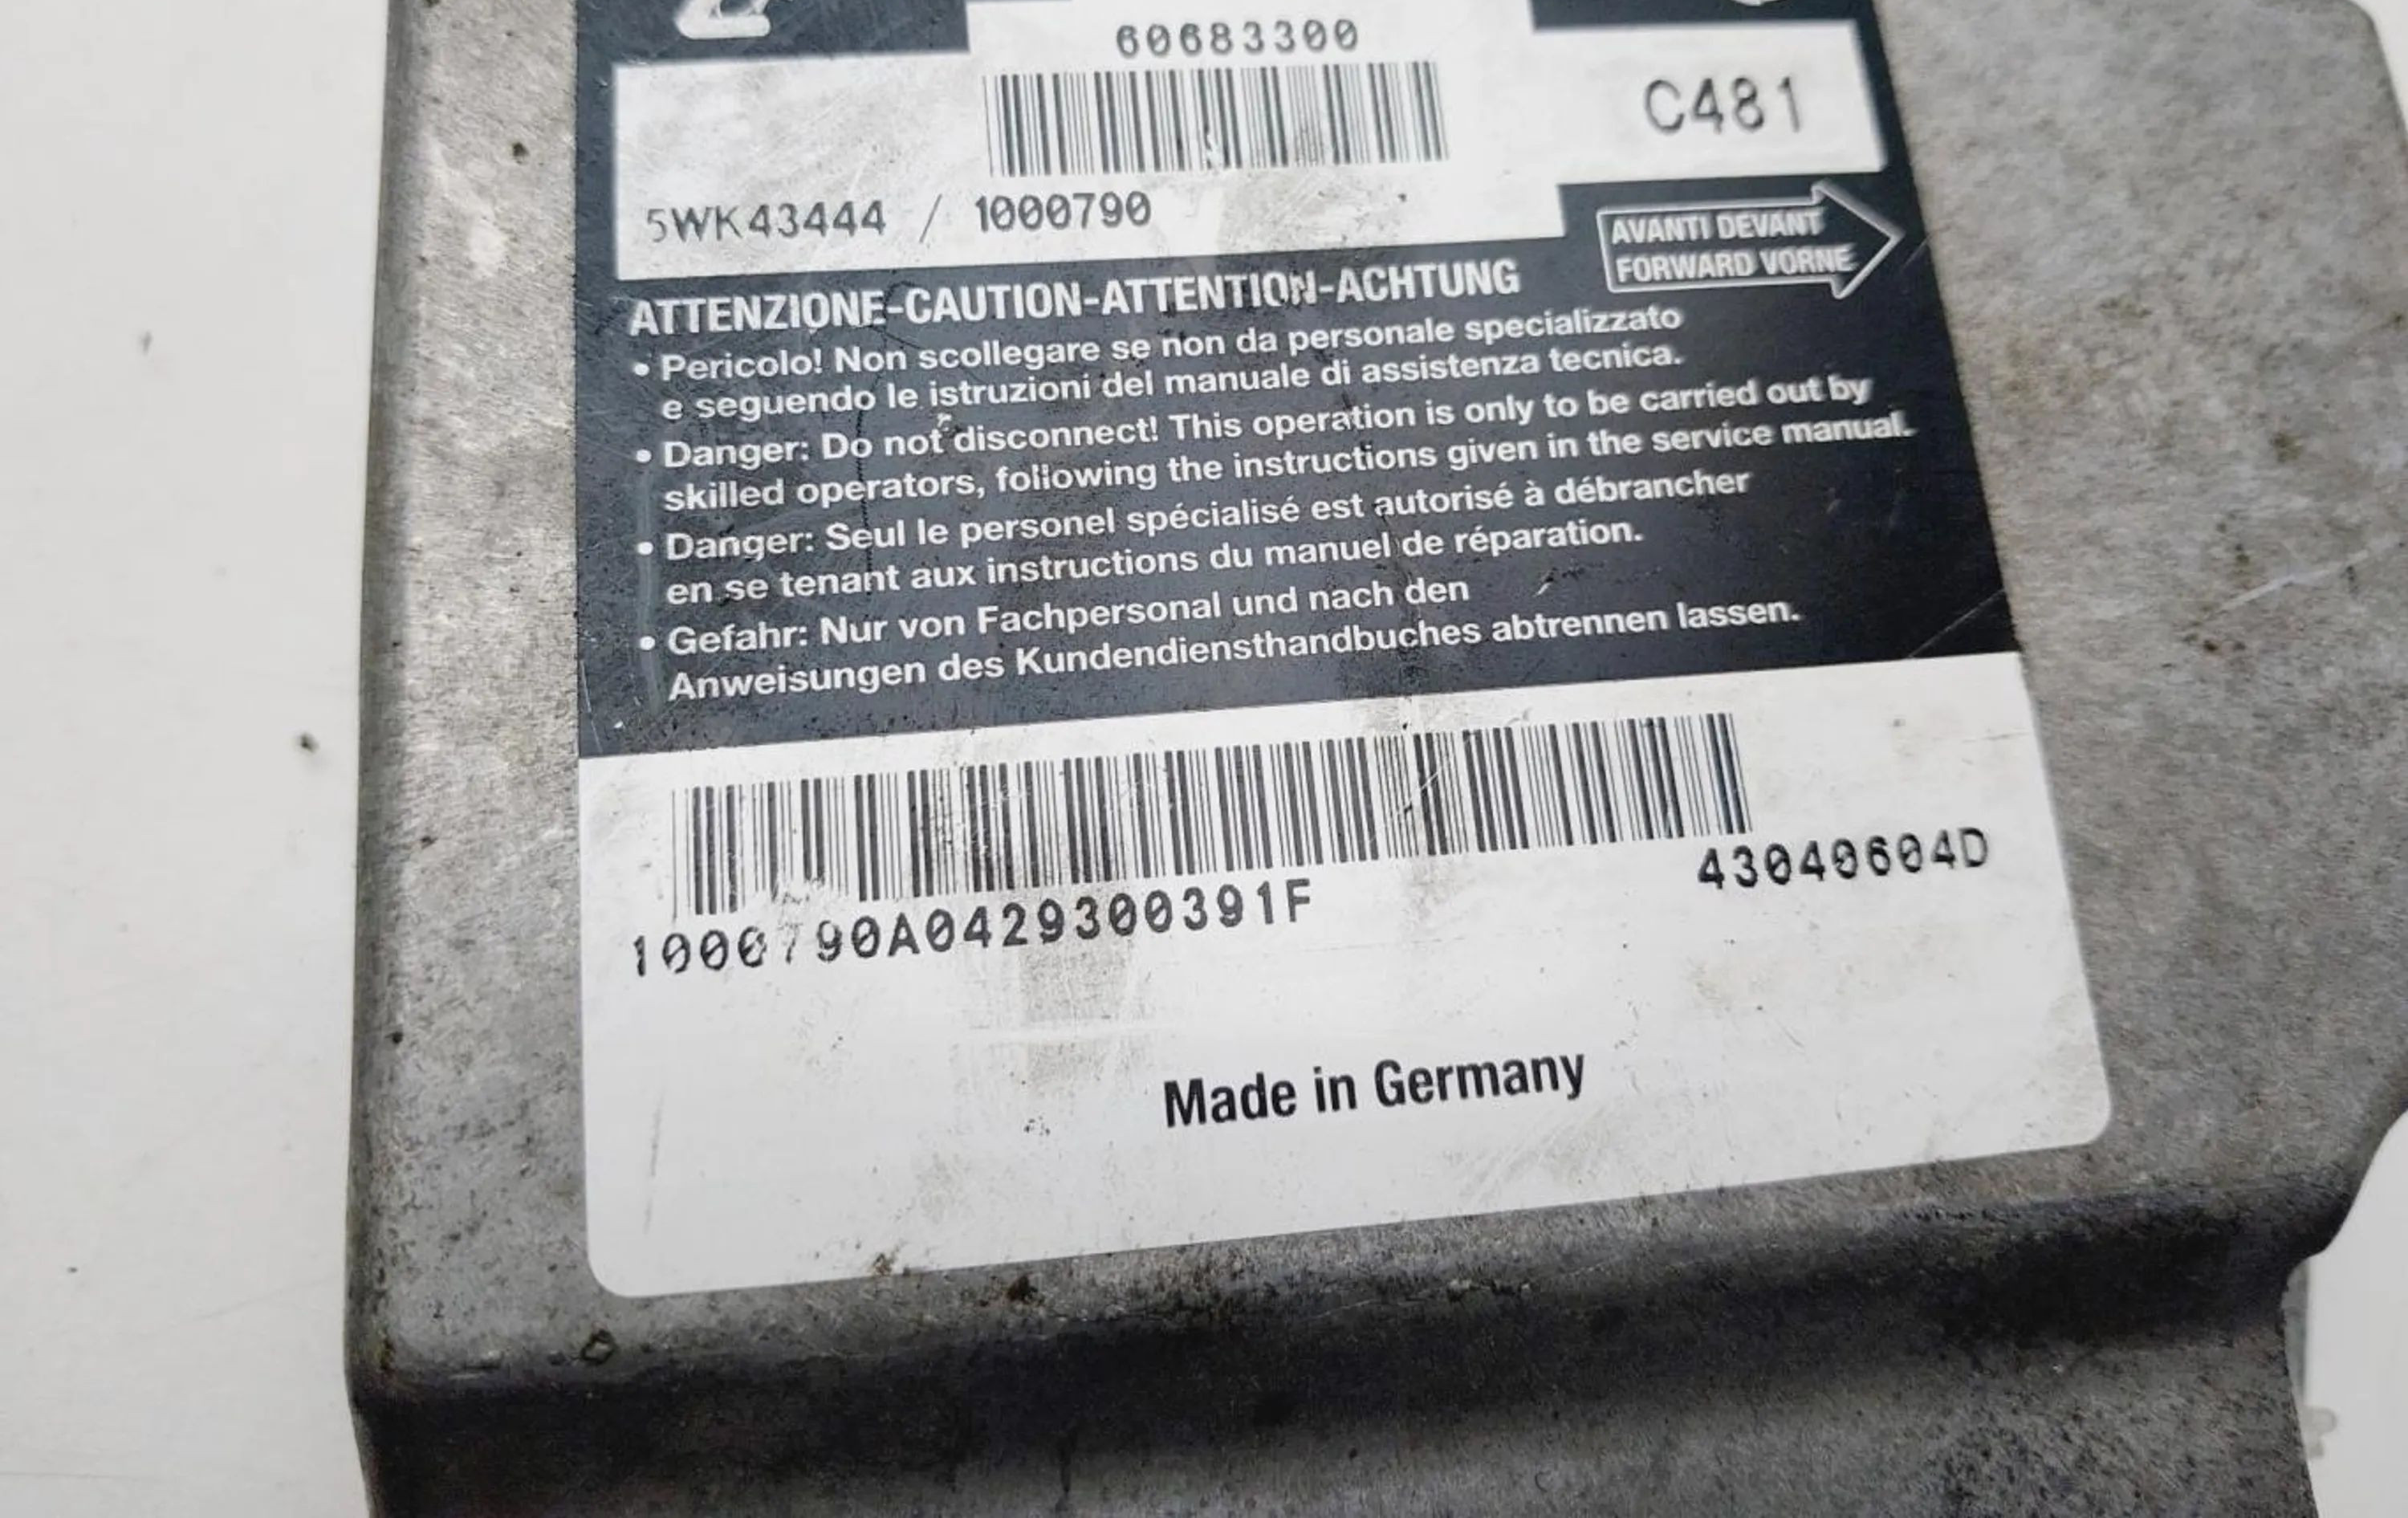 60683300
C481
5WK43444 / 1000790
AVANTI DEVANT
FORWARD VORNE
ATTENZIONE-CAUTION-ATTENTION-ACHTUNG
• Pericolo! Non scollegare se non da personale specializzato
e seguendo le istruzioni del manuale di assistenza tecnica.
• Danger: Do not disconnect! This operation is only to be carried out by
skilled operators, following the instructions given in the service manual.
• Danger: Seul le personel spécialisé est autorisé à débrancher
en se tenant aux instructions du manuel de réparation.
• Gefahr: Nur von Fachpersonal und nach den
Anweisungen des Kundendiensthandbuches abtrennen lassen.
43040604D
1000790A0429300391F
Made in Germany